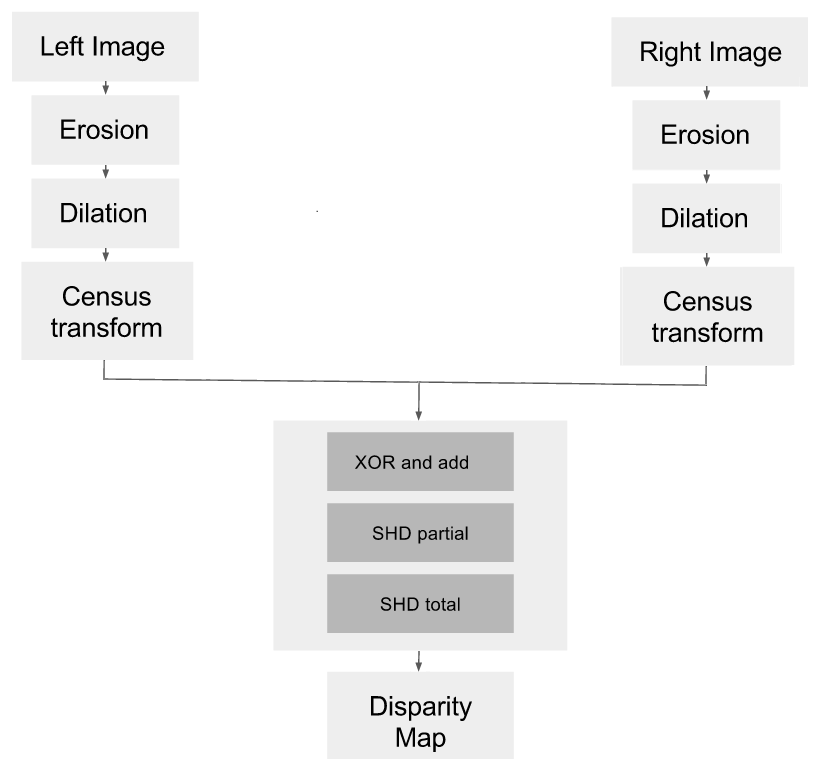 Left Image
Erosion
Dilation
Census
transform
Right Image
Erosion
Dilation
Census
transform
XOR and add
SHD partial
SHD total
Disparity
Map